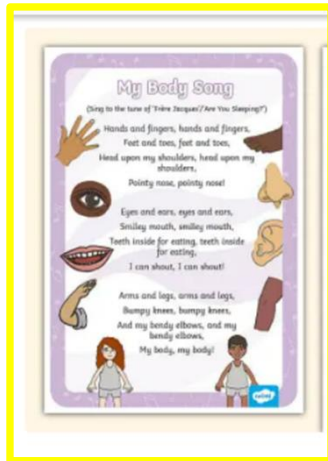 My Body Song
(Sing to the tune of 'Frère Jacques'/'Are You Sleeping?')
Hands and fingers, hands and fingers,
Feet and toes, feet and toes,
Head upon my shoulders, head upon my
shoulders,
Pointy nose, pointy nose!
Eyes and ears, eyes and ears,
Smiley mouth, smiley mouth,
Teeth inside for eating, teeth inside
for eating,
I can shout, I can shout!
Arms and legs, arms and legs,
Bumpy knees, bumpy knees,
And my bendy elbows, and my
bendy elbows,
My body, my body!
twinkl